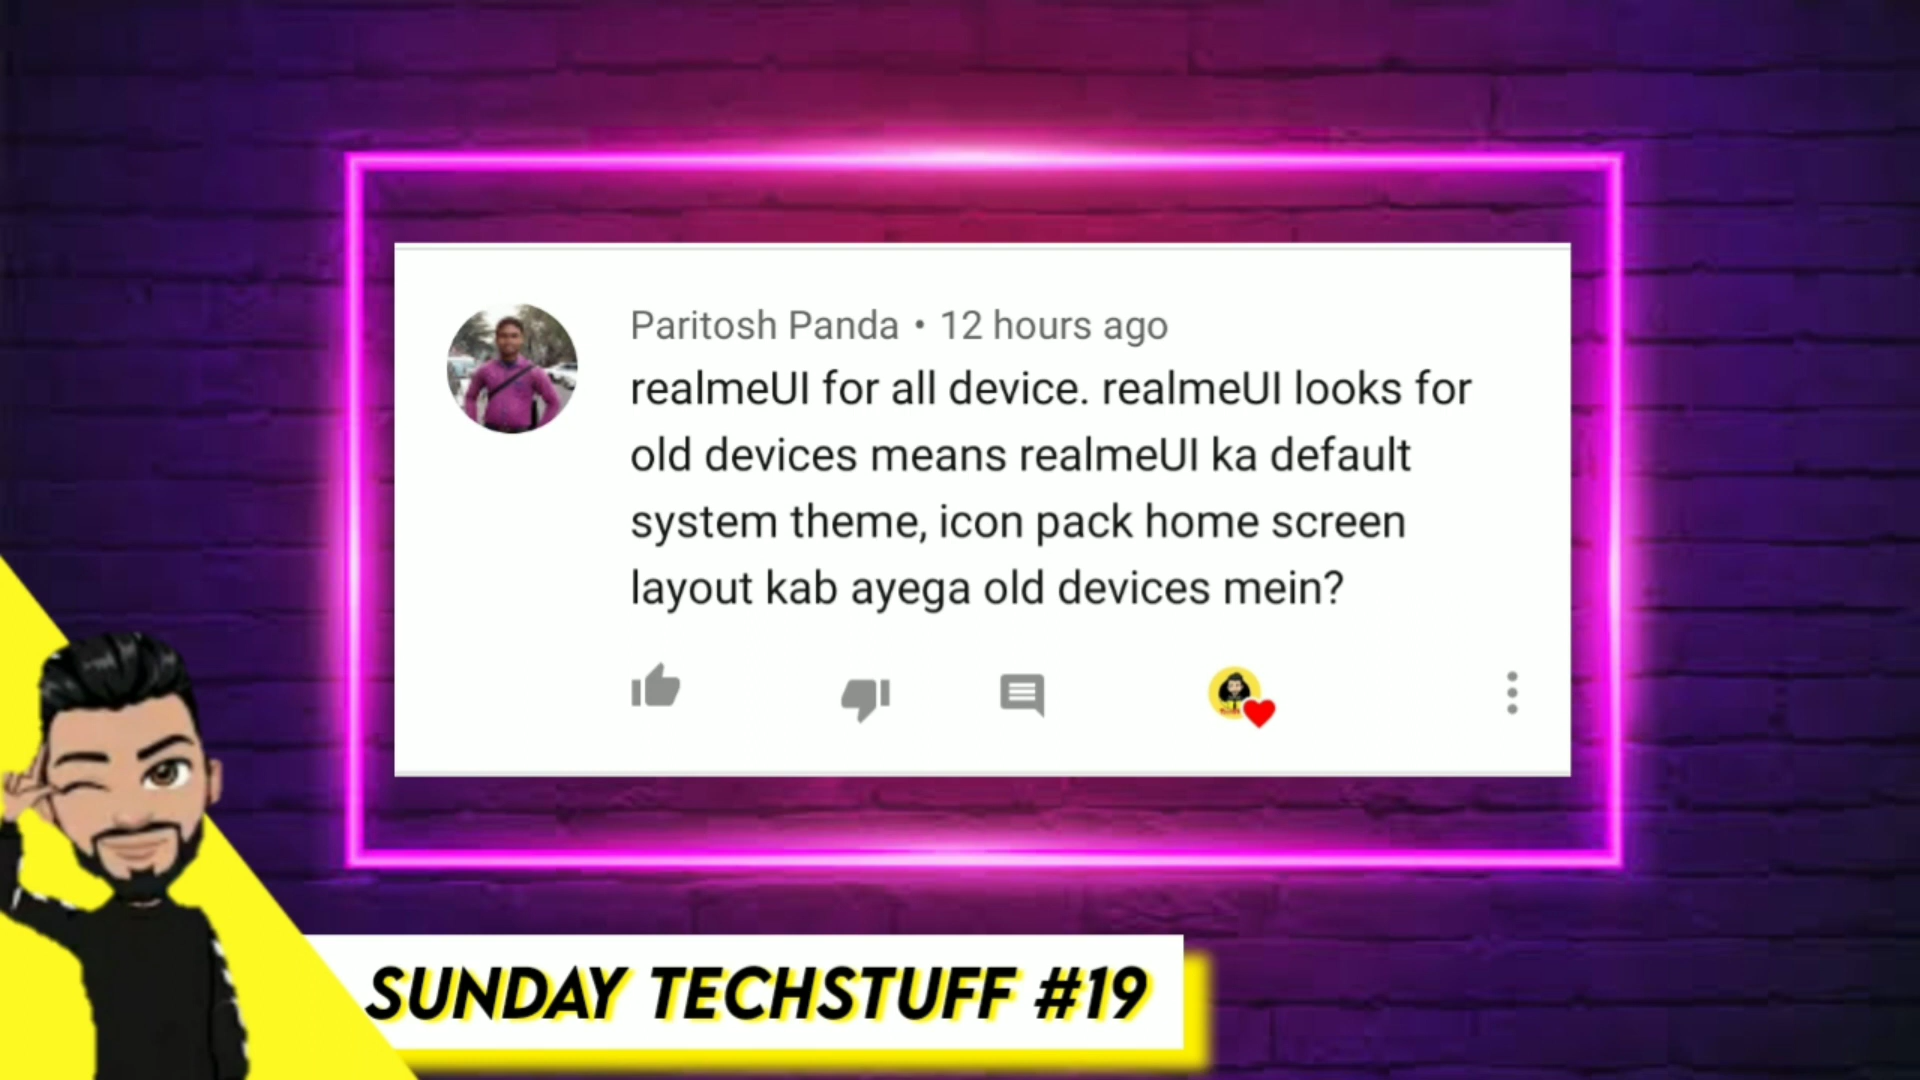 Paritosh Panda • 12 hours ago
realmeUI for all device. realmeUI looks for
old devices means realmeUI ka default
system theme, icon pack home screen
layout kab ayega old devices mein?
SUNDAY TECHSTUFF #19